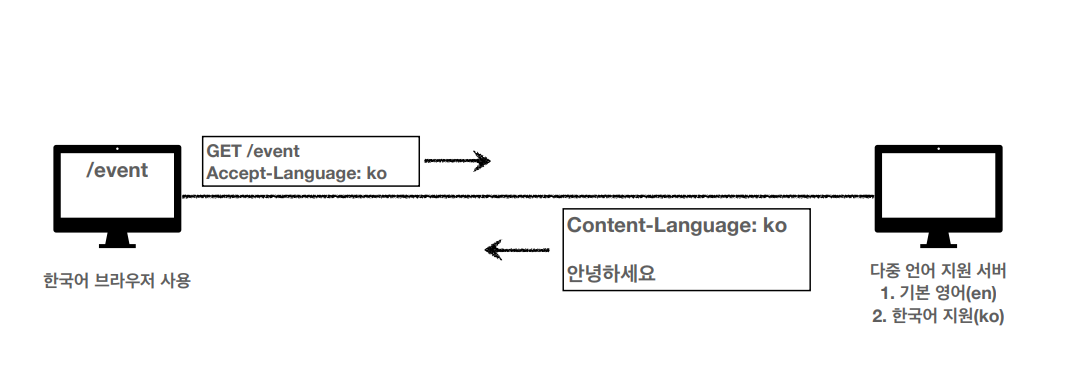 /event
GET /event
Accept-Language: ko
Content-Language: ko
안녕하세요
한국어 브라우저 사용
다중 언어 지원 서버
1. 기본 영어(en)
2. 한국어 지원(ko)